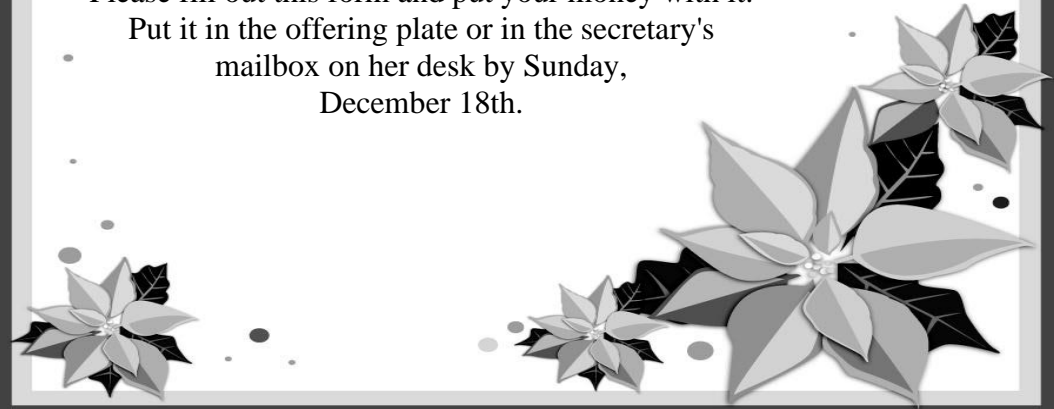 Please fill out this form and put your money with it.
Put it in the offering plate or in the secretary's
mailbox on her desk by Sunday,
December 18th.